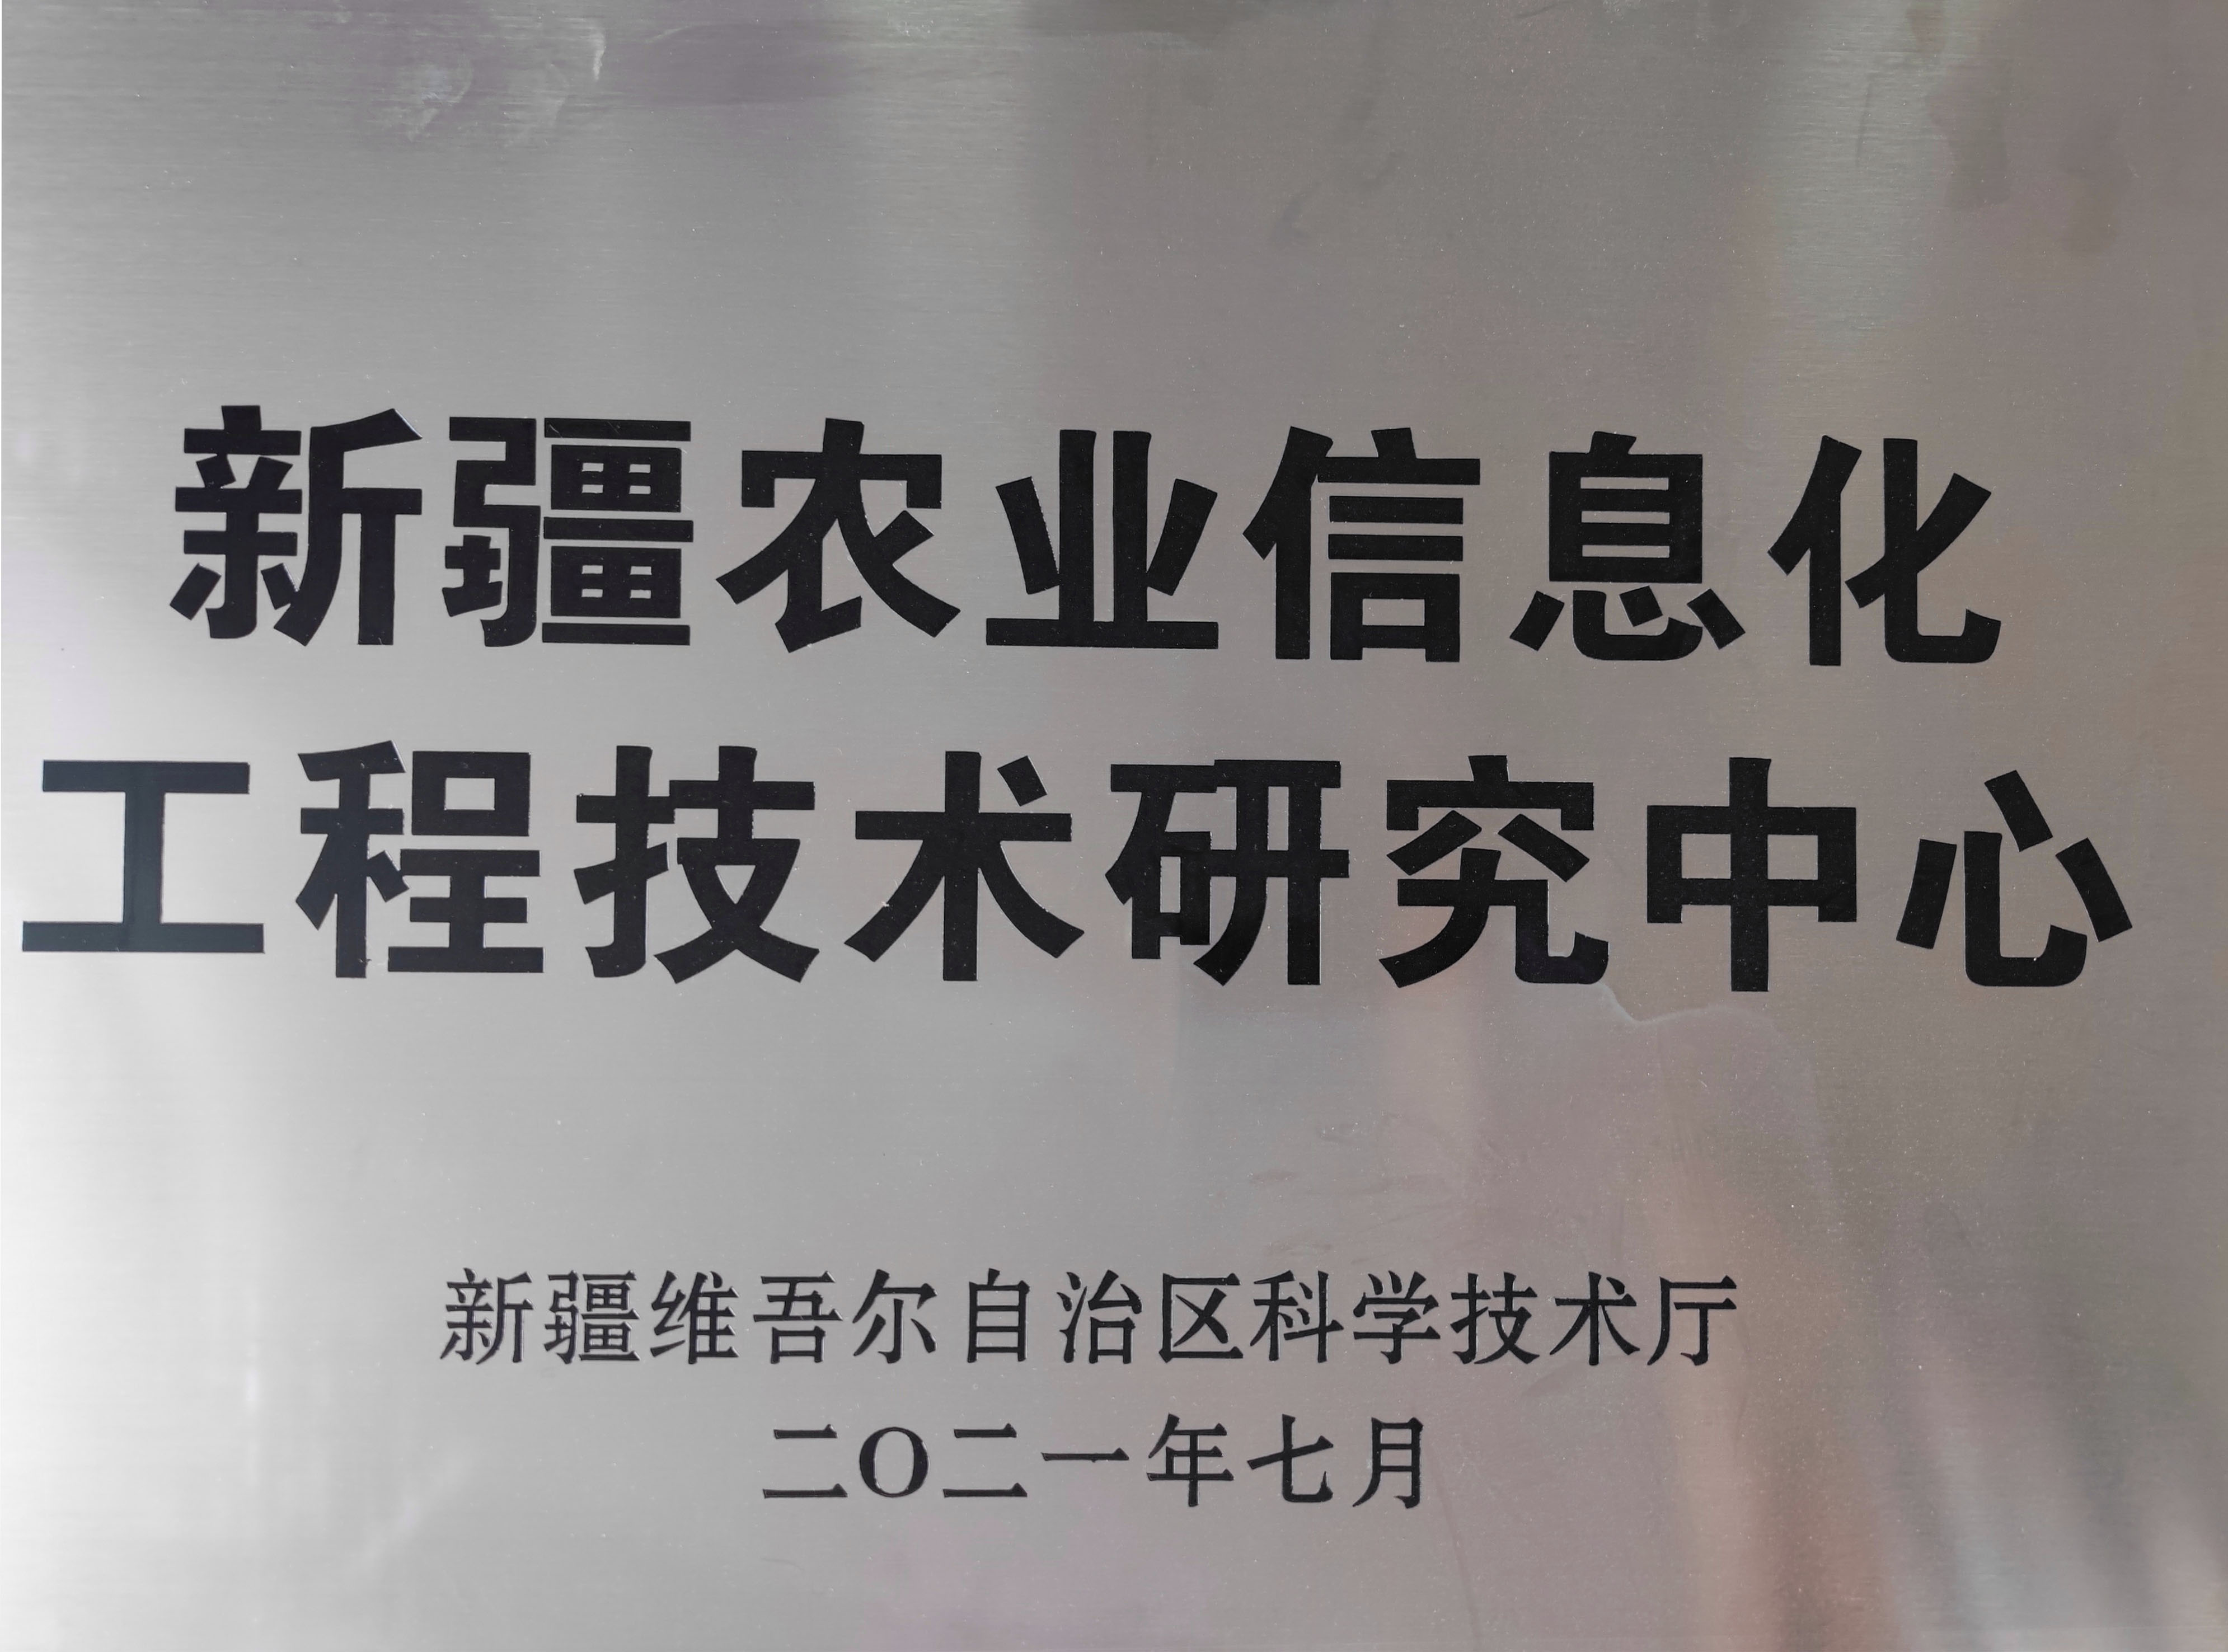 新疆农业信息化
工程技术研究中心
新疆维吾尔自治区科学技术厅
二O二一年七月